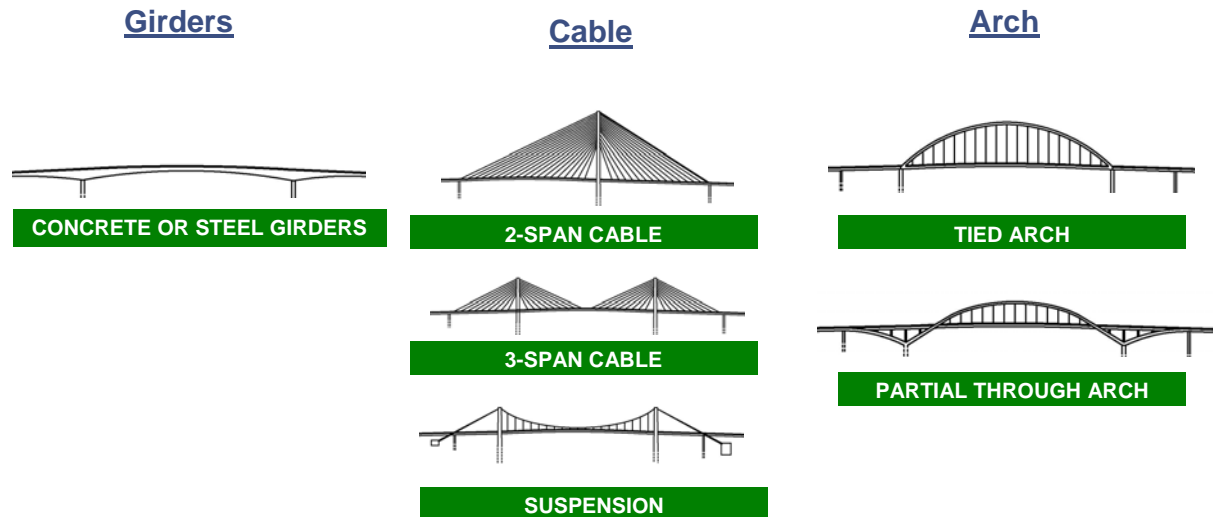 Girders
Cable
Arch
CONCRETE OR STEEL GIRDERS
2-SPAN CABLE
TIED ARCH
3-SPAN CABLE
PARTIAL THROUGH ARCH
SUSPENSION